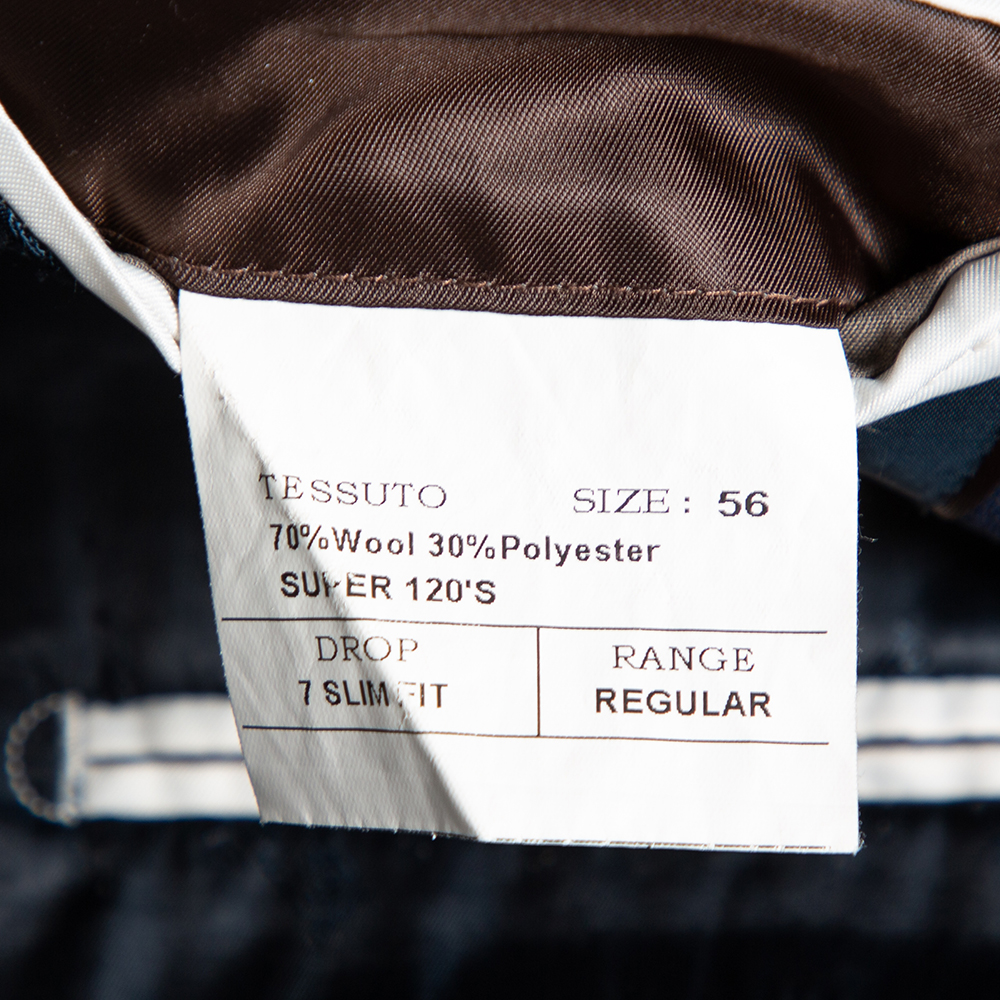 TESSUTO SIZE: 56
70%Wool 30%Polyester
SUPER 120'S
DROP RANGE
7 SLIM FIT REGULAR